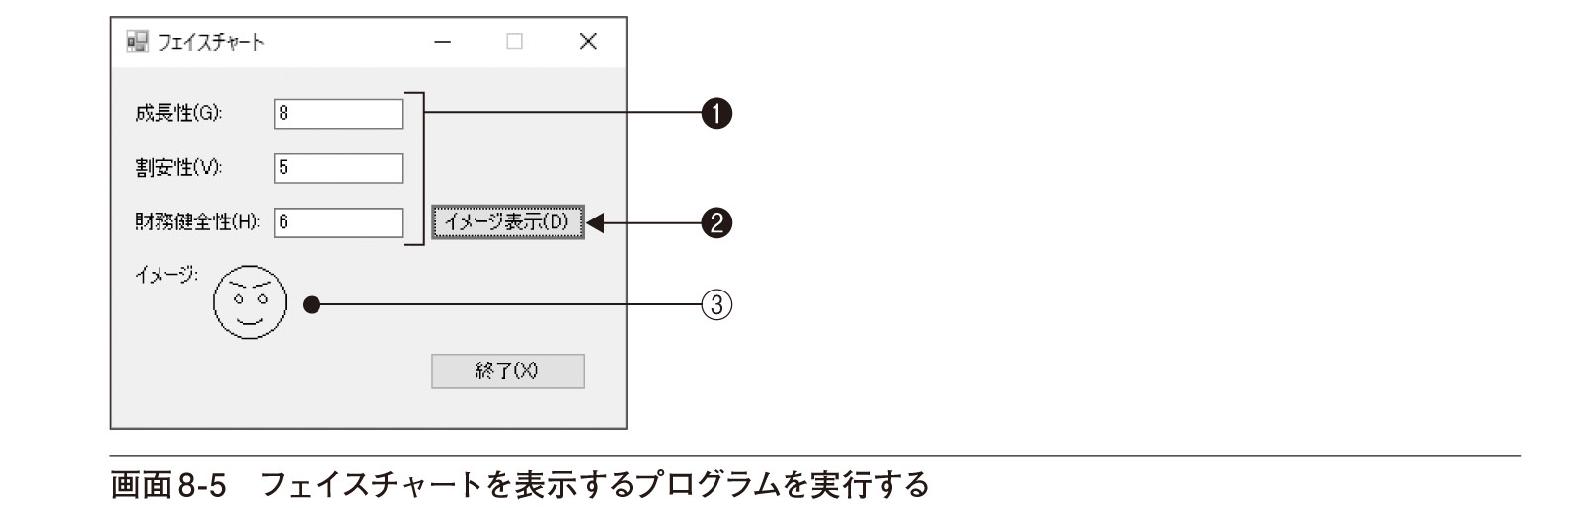 フェイスチャート
成長性(G): 8
❶
割安性(V): 5
財務健全性(H): 6 イメージ表示(D)
❷
イメージ:
③
終了(X)
画面8-5 フェイスチャートを表示するプログラムを実行する